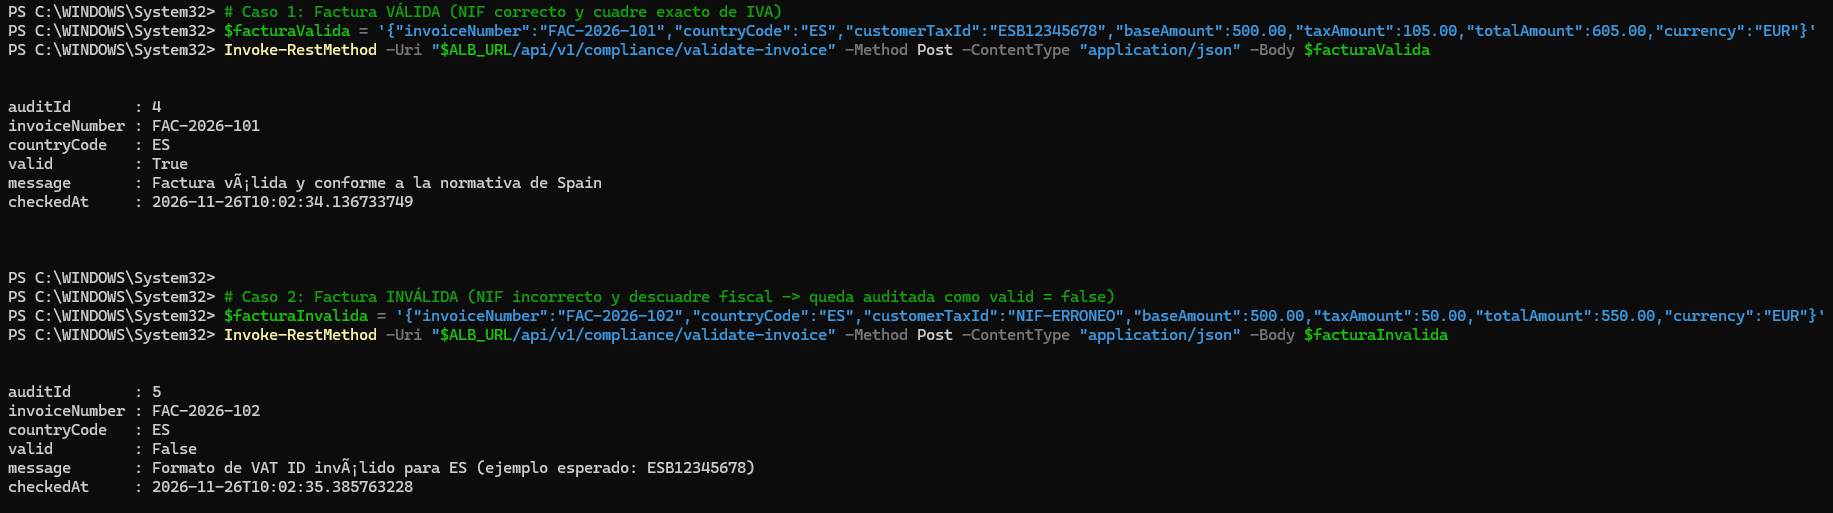 PS C:\WINDOWS\System32> # Caso 1: Factura VÁLIDA (NIF correcto y cuadre exacto de IVA)
PS C:\WINDOWS\System32> $facturaValida = '{"invoiceNumber":"FAC-2026-101","countryCode":"ES","customerTaxId":"ESB12345678","baseAmount":500.00,"taxAmount":105.00,"totalAmount":605.00,"currency":"EUR"}'
PS C:\WINDOWS\System32> Invoke-RestMethod -Uri "$ALB_URL/api/v1/compliance/validate-invoice" -Method Post -ContentType "application/json" -Body $facturaValida
auditId       : 4
invoiceNumber : FAC-2026-101
countryCode   : ES
valid         : True
message       : Factura vÃ¡lida y conforme a la normativa de Spain
checkedAt     : 2026-11-26T10:02:34.136733749
PS C:\WINDOWS\System32>
PS C:\WINDOWS\System32> # Caso 2: Factura INVÁLIDA (NIF incorrecto y descuadre fiscal -> queda auditada como valid = false)
PS C:\WINDOWS\System32> $facturaInvalida = '{"invoiceNumber":"FAC-2026-102","countryCode":"ES","customerTaxId":"NIF-ERRONEO","baseAmount":500.00,"taxAmount":50.00,"totalAmount":550.00,"currency":"EUR"}'
PS C:\WINDOWS\System32> Invoke-RestMethod -Uri "$ALB_URL/api/v1/compliance/validate-invoice" -Method Post -ContentType "application/json" -Body $facturaInvalida
auditId       : 5
invoiceNumber : FAC-2026-102
countryCode   : ES
valid         : False
message       : Formato de VAT ID invÃ¡lido para ES (ejemplo esperado: ESB12345678)
checkedAt     : 2026-11-26T10:02:35.385763228